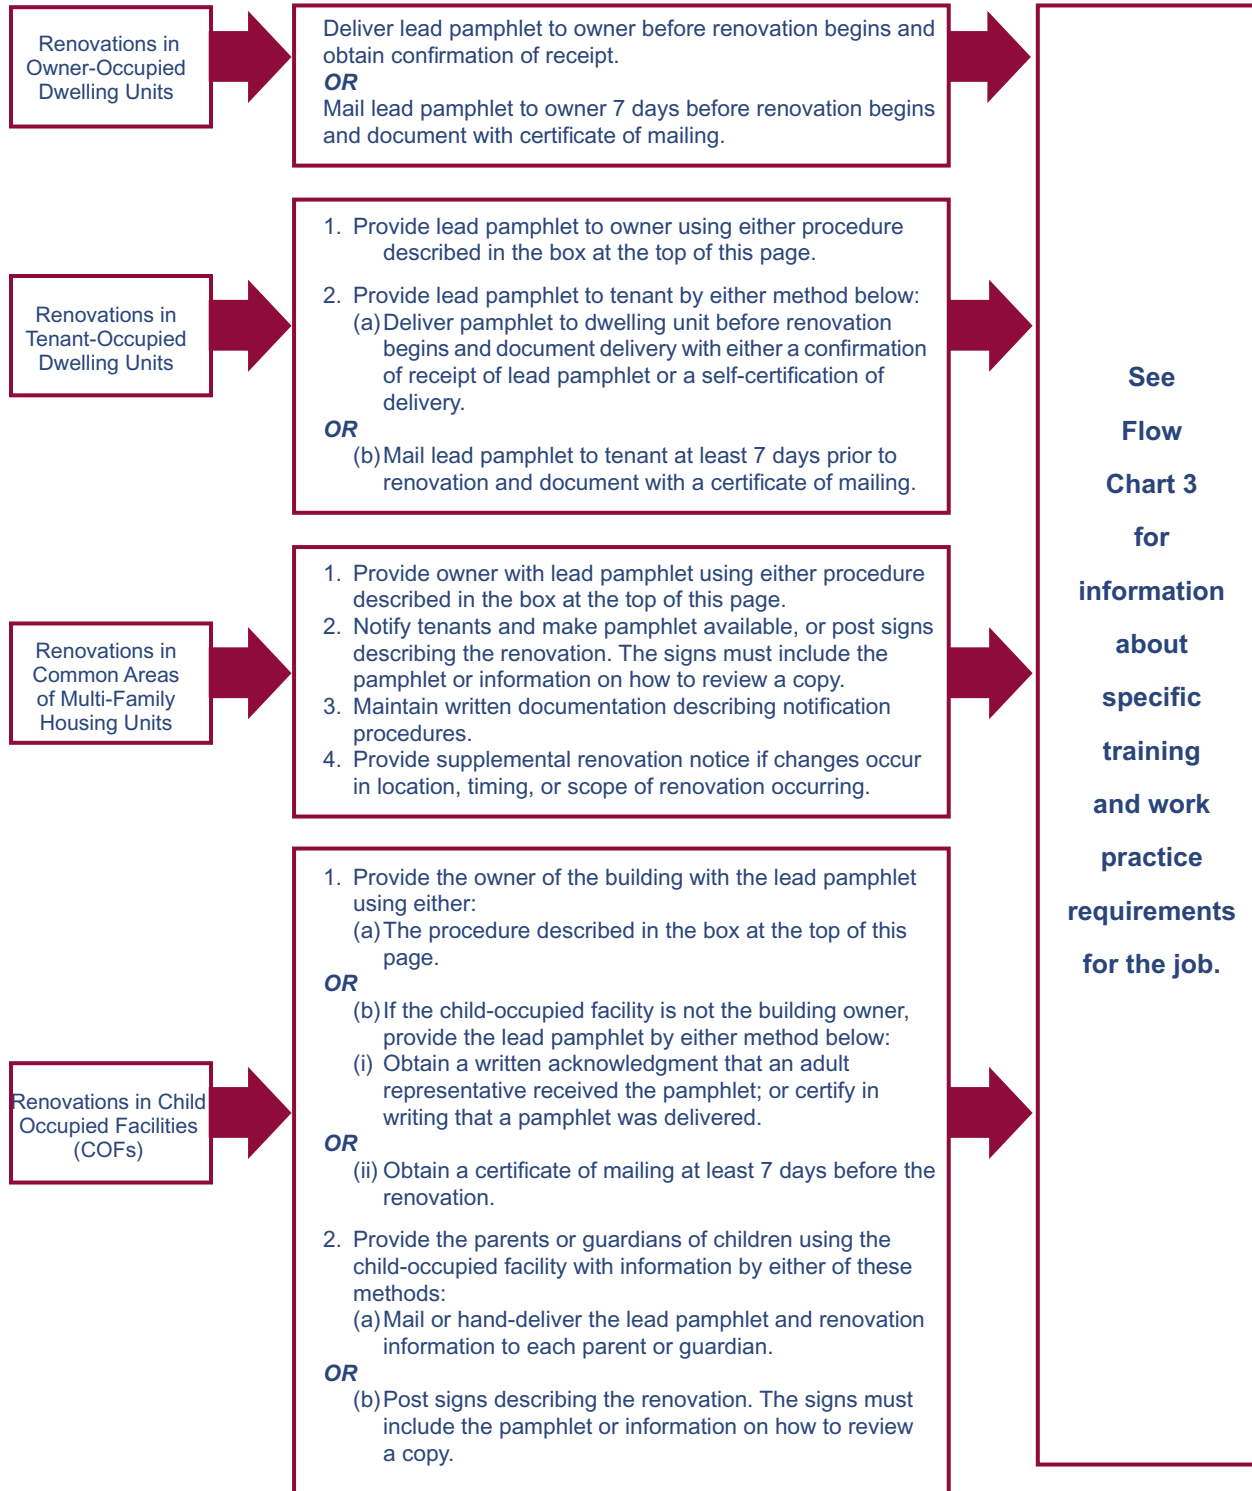 Renovations in
Owner-Occupied
Dwelling Units
Deliver lead pamphlet to owner before renovation begins and
obtain confirmation of receipt.
OR
Mail lead pamphlet to owner 7 days before renovation begins
and document with certificate of mailing.
Renovations in
Tenant-Occupied
Dwelling Units
1. Provide lead pamphlet to owner using either procedure
described in the box at the top of this page.
2. Provide lead pamphlet to tenant by either method below:
(a) Deliver pamphlet to dwelling unit before renovation
begins and document delivery with either a confirmation
of receipt of lead pamphlet or a self-certification of
delivery.
OR
(b) Mail lead pamphlet to tenant at least 7 days prior to
renovation and document with a certificate of mailing.
Renovations in
Common Areas
of Multi-Family
Housing Units
1. Provide owner with lead pamphlet using either procedure
described in the box at the top of this page.
2. Notify tenants and make pamphlet available, or post signs
describing the renovation. The signs must include the
pamphlet or information on how to review a copy.
3. Maintain written documentation describing notification
procedures.
4. Provide supplemental renovation notice if changes occur
in location, timing, or scope of renovation occurring.
Renovations in Child
Occupied Facilities
(COFs)
1. Provide the owner of the building with the lead pamphlet
using either:
(a) The procedure described in the box at the top of this
page.
OR
(b) If the child-occupied facility is not the building owner,
provide the lead pamphlet by either method below:
(i) Obtain a written acknowledgment that an adult
representative received the pamphlet; or certify in
writing that a pamphlet was delivered.
OR
(ii) Obtain a certificate of mailing at least 7 days before the
renovation.
2. Provide the parents or guardians of children using the
child-occupied facility with information by either of these
methods:
(a) Mail or hand-deliver the lead pamphlet and renovation
information to each parent or guardian.
OR
(b) Post signs describing the renovation. The signs must
include the pamphlet or information on how to review
a copy.
See
Flow
Chart 3
for
information
about
specific
training
and work
practice
requirements
for the job.